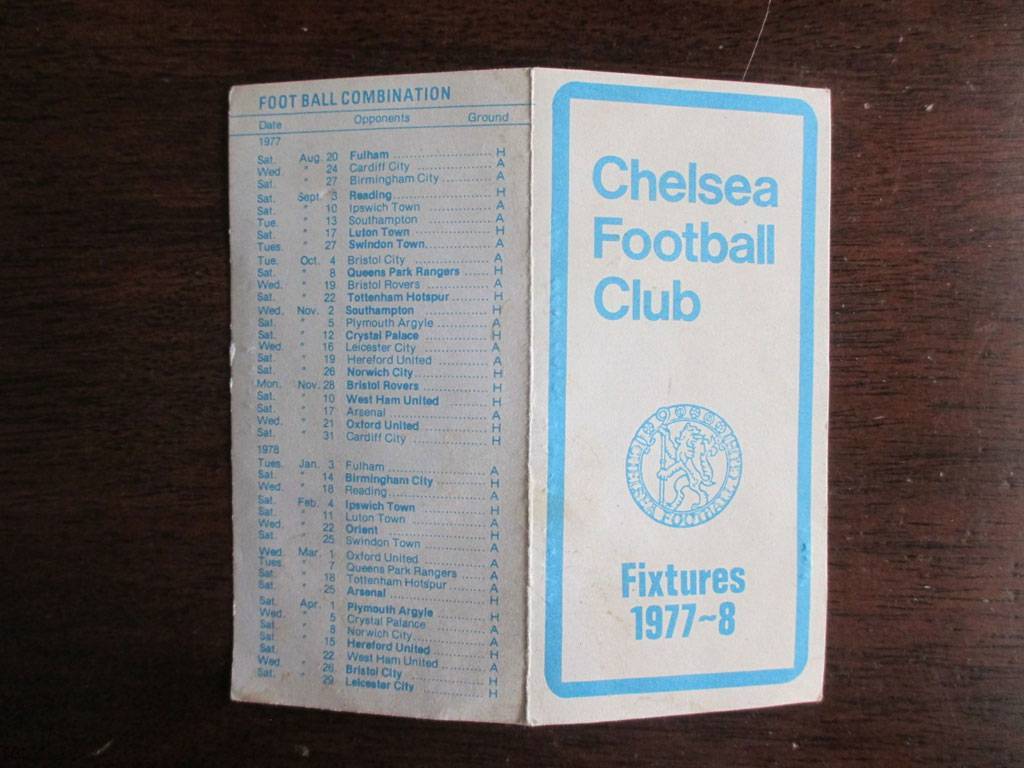 FOOTBALL COMBINATION
Date Opponents Ground
1977
Sat. Aug. 20 Fulham H
Wed. " 24 Cardiff City A
Sat. " 27 Birmingham City A
Sat. Sept. 3 Reading H
Sat. " 10 Ipswich Town A
Tue. " 13 Southampton A
Sat. " 17 Luton Town H
Tues. " 27 Swindon Town A
Tue. Oct. 4 Bristol City A
Sat. " 8 Queens Park Rangers H
Wed. " 19 Bristol Rovers A
Sat. " 22 Tottenham Hotspur H
Wed. Nov. 2 Southampton H
Sat. " 5 Plymouth Argyle A
Sat. " 12 Crystal Palace H
Wed. " 16 Leicester City A
Sat. " 19 Hereford United A
Sat. " 26 Norwich City H
Mon. Nov. 28 Bristol Rovers H
Sat. " 10 West Ham United H
Sat. " 17 Arsenal A
Wed. " 21 Oxford United H
Sat. " 31 Cardiff City H
1978
Tues. Jan. 3 Fulham A
Sat. " 14 Birmingham City H
Wed. " 18 Reading A
Sat. Feb. 4 Ipswich Town H
Sat. " 11 Luton Town A
Wed. " 22 Orient H
Sat. " 25 Swindon Town A
Wed. Mar. 1 Oxford United A
Tues. " 7 Queens Park Rangers A
Sat. " 18 Tottenham Hotspur A
Sat. " 25 Arsenal H
Sat. Apr. 1 Plymouth Argyle H
Wed. " 5 Crystal Palance A
Sat. " 8 Norwich City A
Sat. " 15 Hereford United H
Sat. " 22 West Ham United A
Wed. " 26 Bristol City H
Sat. " 29 Leicester City H
Chelsea
Football
Club
CHELSEA FOOTBALL CLUB
Fixtures
1977~8